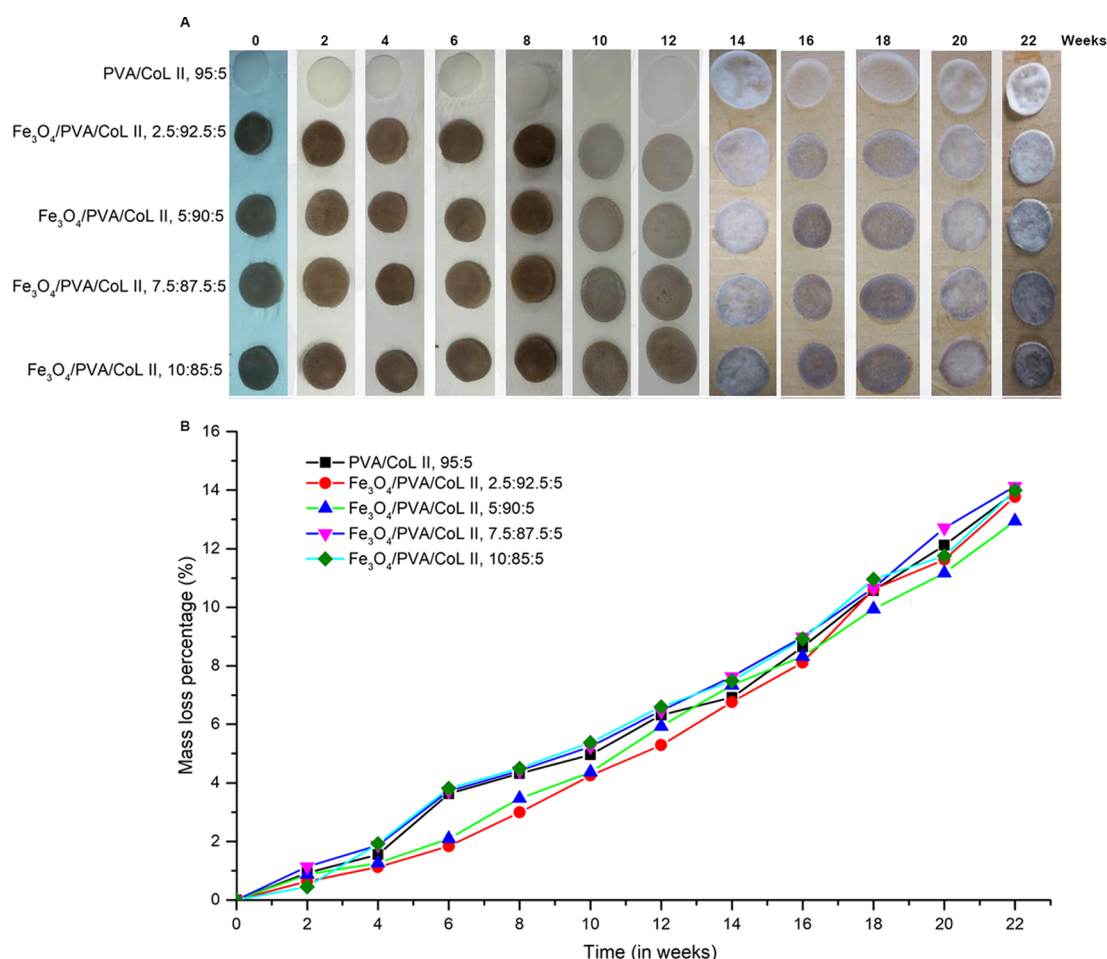 A
0 2 4 6 8 10 12 14 16 18 20 22 Weeks
PVA/CoL II, 95:5
Fe₃O₄/PVA/CoL II, 2.5:92.5:5
Fe₃O₄/PVA/CoL II, 5:90:5
Fe₃O₄/PVA/CoL II, 7.5:87.5:5
Fe₃O₄/PVA/CoL II, 10:85:5
B
16
14
12
10
8
6
4
2
0
Mass loss percentage (%)
PVA/CoL II, 95:5
Fe₃O₄/PVA/CoL II, 2.5:92.5:5
Fe₃O₄/PVA/CoL II, 5:90:5
Fe₃O₄/PVA/CoL II, 7.5:87.5:5
Fe₃O₄/PVA/CoL II, 10:85:5
0 2 4 6 8 10 12 14 16 18 20 22
Time (in weeks)